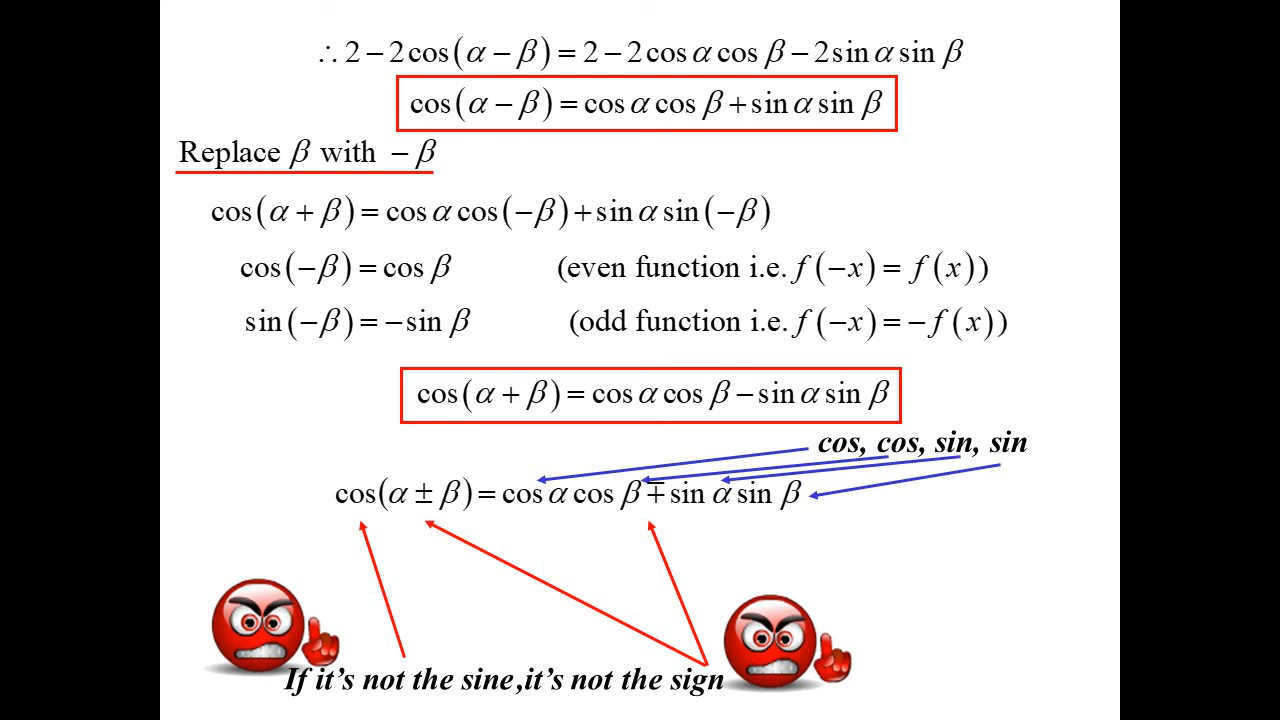 ∴ 2 − 2cos(α − β) = 2 − 2cos α cos β − 2sin α sin β
cos(α − β) = cos α cos β + sin α sin β
Replace β with − β
cos(α + β) = cos α cos(−β) + sin α sin(−β)
cos(−β) = cos β (even function i.e. f(−x) = f(x))
sin(−β) = −sin β (odd function i.e. f(−x) = −f(x))
cos(α + β) = cos α cos β − sin α sin β
cos, cos, sin, sin
cos(α ± β) = cos α cos β ∓ sin α sin β
If it’s not the sine,it’s not the sign